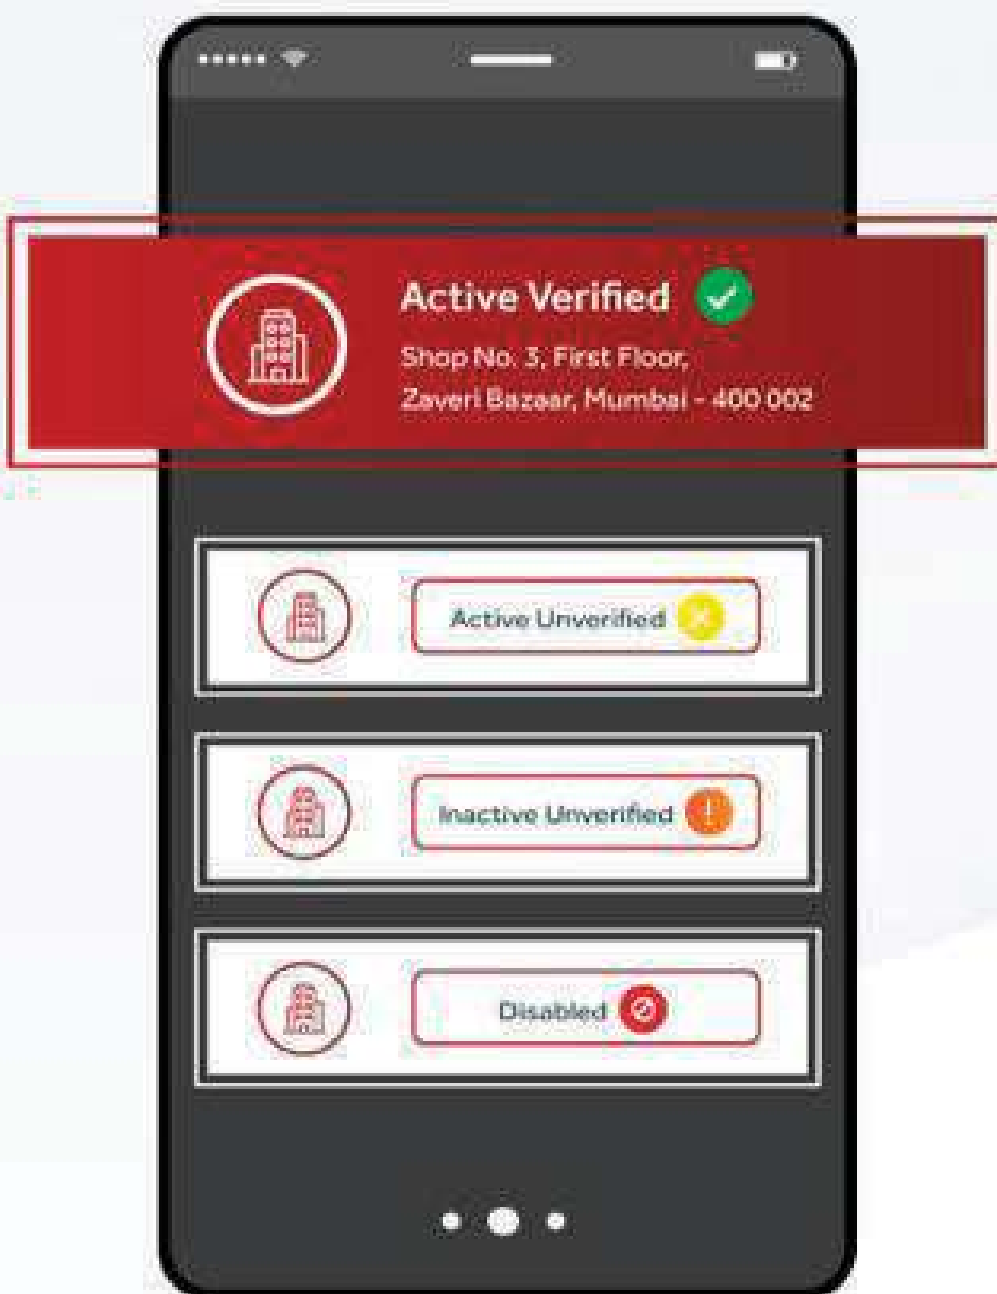 Active Verified
Shop No. 3, First Floor,
Zaveri Bazaar, Mumbai - 400 002
Active Unverified
Inactive Unverified
Disabled